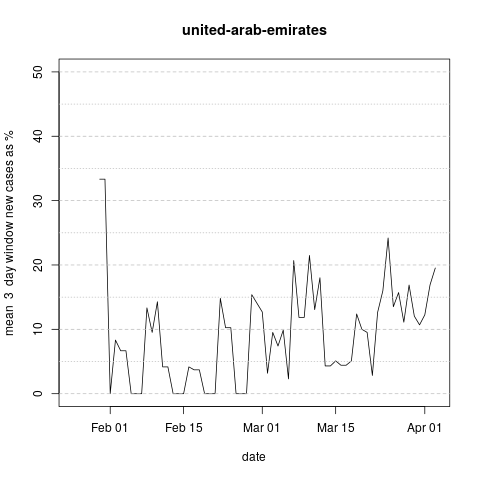 united-arab-emirates
mean 3 day window new cases as %
50
40
30
20
10
0
Feb 01 Feb 15 Mar 01 Mar 15 Apr 01
date